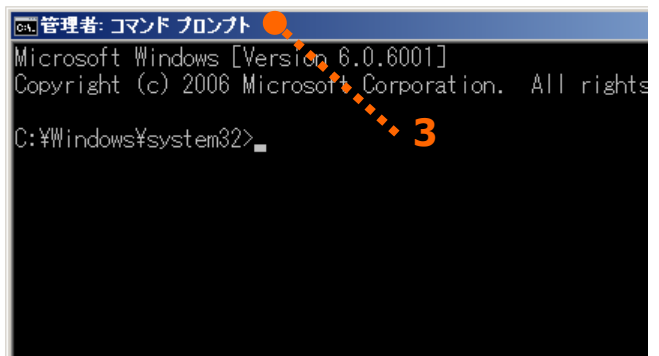 管理者: コマンド プロンプト
Microsoft Windows [Version 6.0.6001]
Copyright (c) 2006 Microsoft Corporation.  All rights
C:¥Windows¥system32>
3